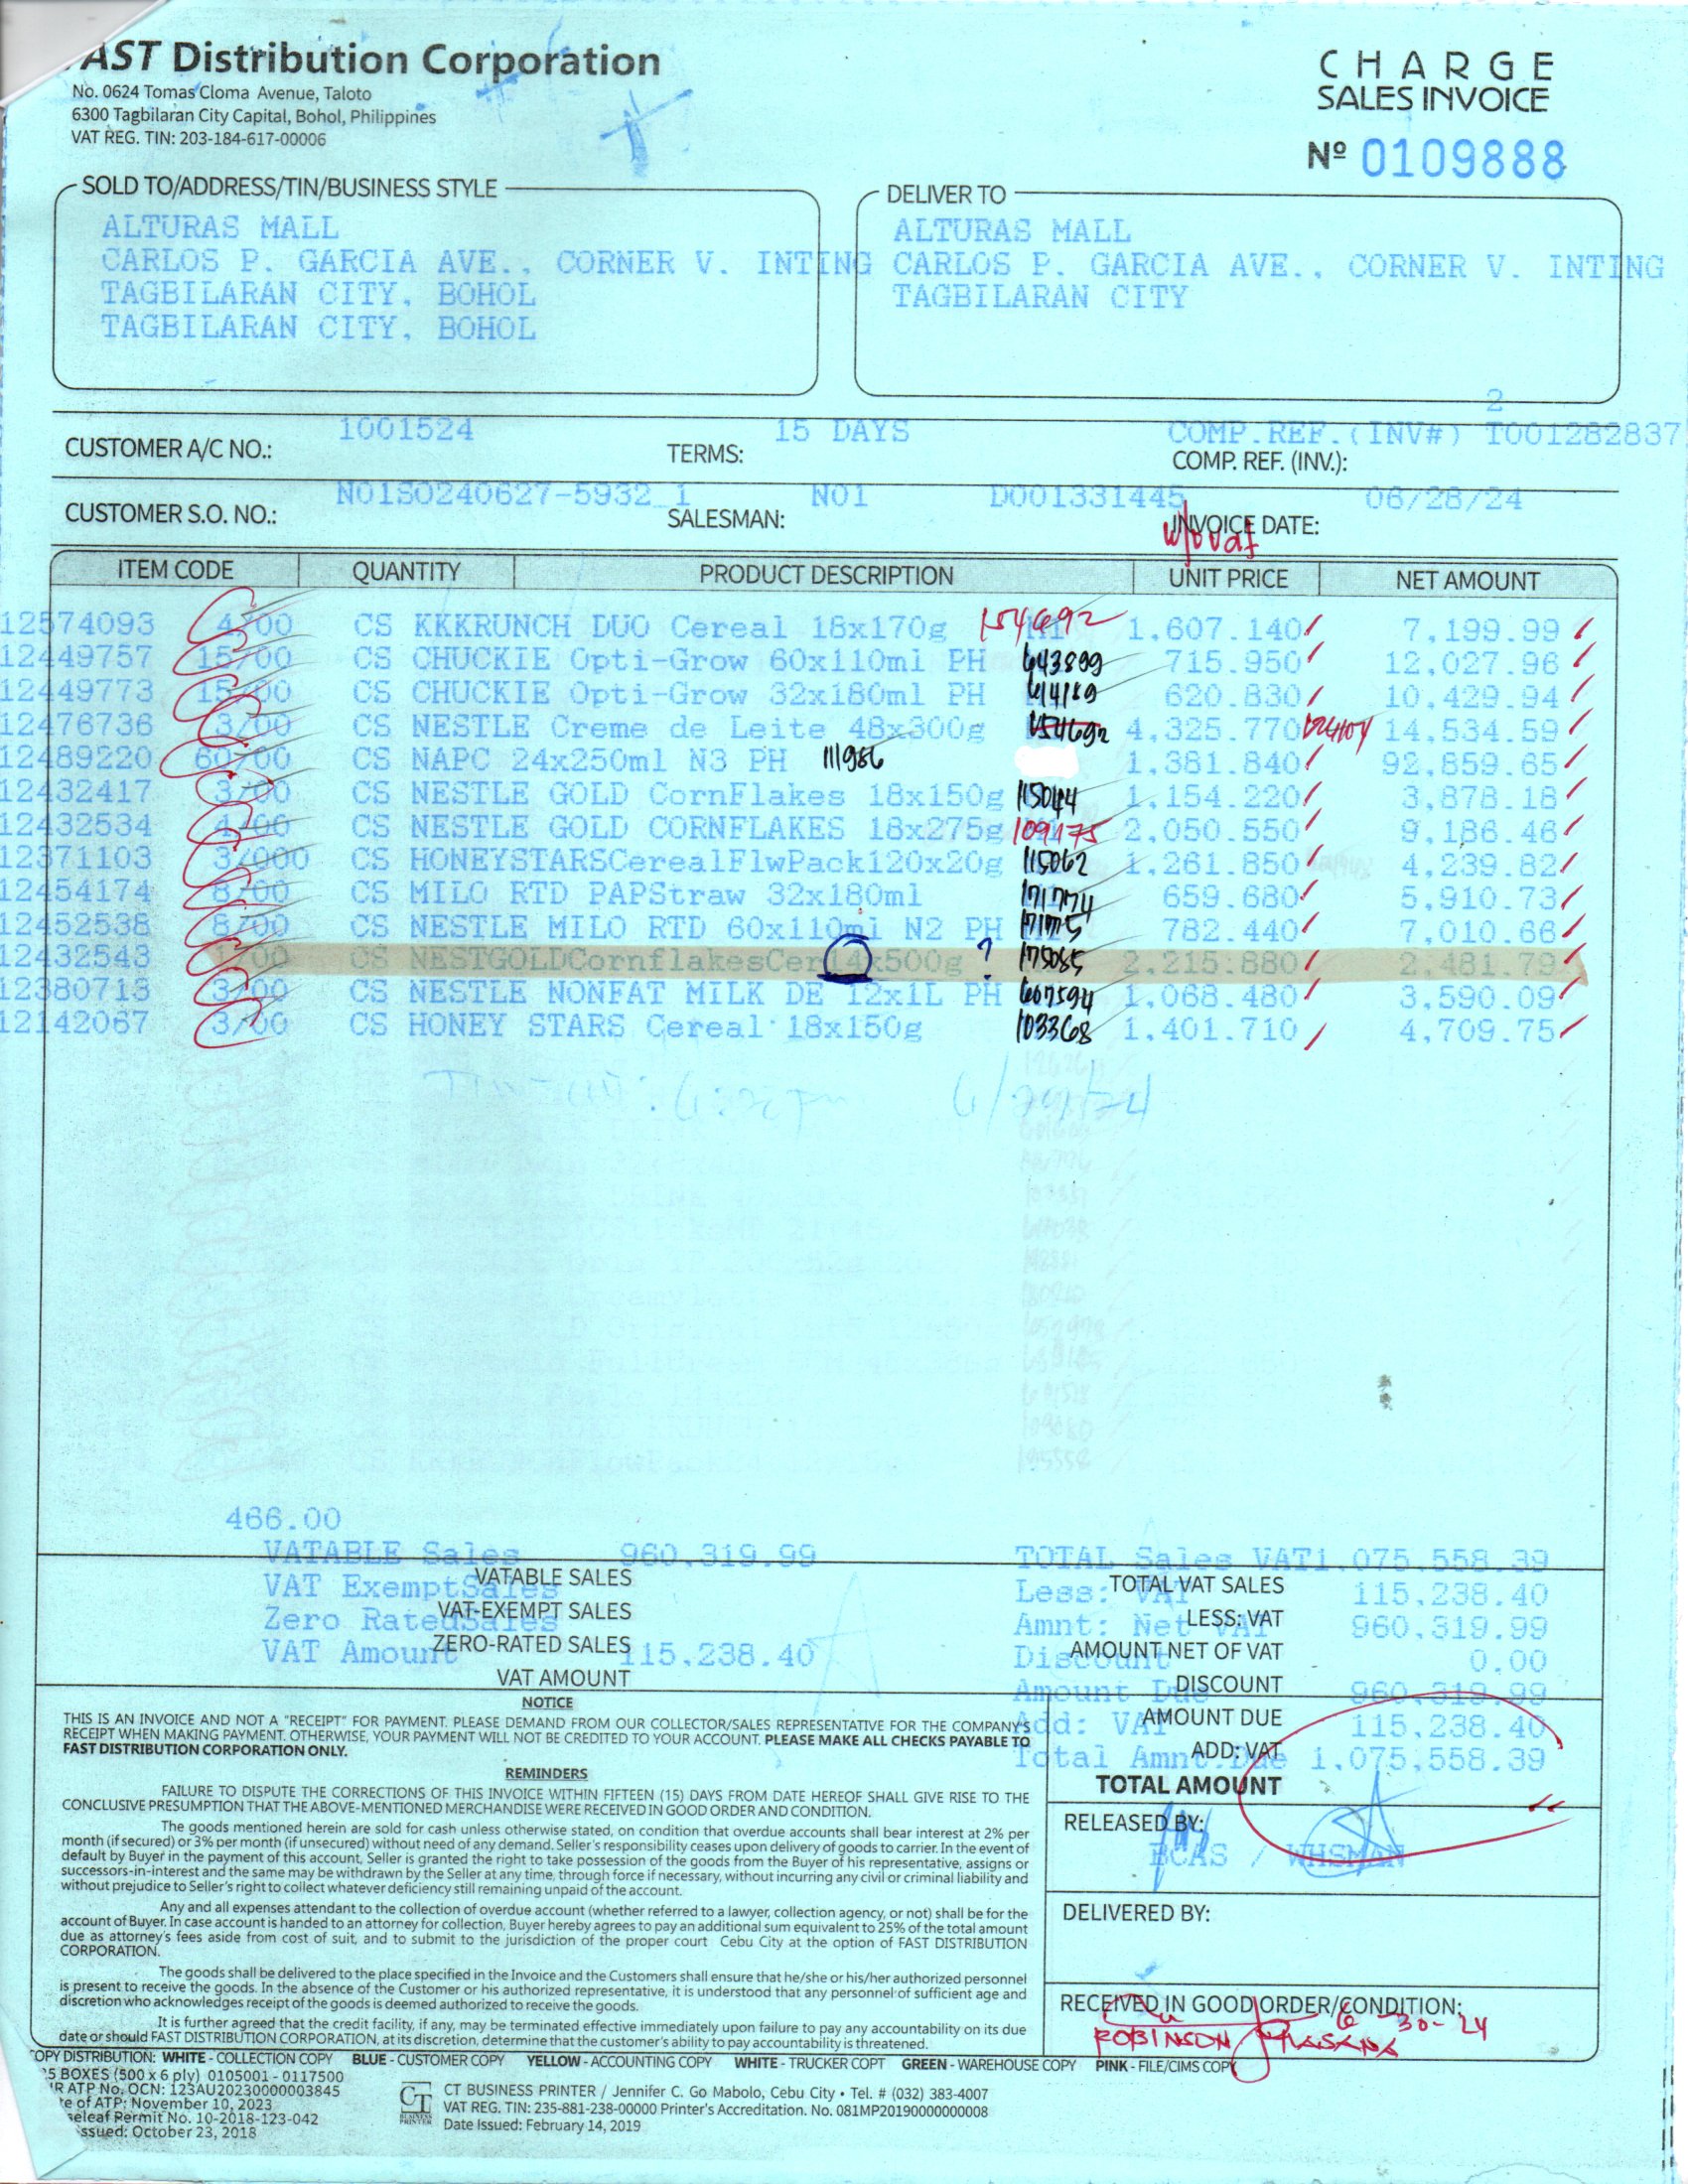 AST Distribution Corporation
No. 0624 Tomas Cloma Avenue, Taloto
6300 Tagbilaran City Capital, Bohol, Philippines
VAT REG. TIN: 203-184-617-00006
CHARGE
SALES INVOICE
Nº 0109888
SOLD TO/ADDRESS/TIN/BUSINESS STYLE
ALTURAS MALL
CARLOS P. GARCIA AVE., CORNER V. INTING
TAGBILARAN CITY, BOHOL
TAGBILARAN CITY, BOHOL
DELIVER TO
ALTURAS MALL
CARLOS P. GARCIA AVE., CORNER V. INTING
TAGBILARAN CITY
2
CUSTOMER A/C NO.: 1001524 TERMS: 15 DAYS COMP.REF.(INV#) T001282837
COMP. REF. (INV.):
CUSTOMER S.O. NO.: N01SO240627-5932_1 SALESMAN: N01 D001331445 INVOICE DATE: 06/28/24
w/o vat
ITEM CODE QUANTITY PRODUCT DESCRIPTION UNIT PRICE NET AMOUNT
12574093 4/00 CS KKKRUNCH DUO Cereal 18x170g 154692 1,607.140 7,199.99
12449757 15/00 CS CHUCKIE Opti-Grow 60x110ml PH 643899 715.950 12,027.96
12449773 15/00 CS CHUCKIE Opti-Grow 32x180ml PH 614189 620.830 10,429.94
12476736 3/00 CS NESTLE Creme de Leite 48x300g 154692 4,325.770 14,534.59
12489220 60/00 CS NAPC 24x250ml N3 PH 111986 1,381.840 92,859.65
12432417 3/00 CS NESTLE GOLD CornFlakes 18x150g 115044 1,154.220 3,878.18
12432534 4/00 CS NESTLE GOLD CORNFLAKES 18x275g 109175 2,050.550 9,186.46
12371103 3/000 CS HONEYSTARSCerealFlwPack120x20g 115062 1,261.850 4,239.82
12454174 8/00 CS MILO RTD PAPStraw 32x180ml 171774 659.680 5,910.73
12452538 8/00 CS NESTLE MILO RTD 60x110ml N2 PH 171775 782.440 7,010.66
12432543 1/00 CS NESTGOLDCornflakesCer14x500g ? 175085 2,215.880 2,481.79
12380713 3/00 CS NESTLE NONFAT MILK DE 12x1L PH 607594 1,068.480 3,590.09
12142067 3/00 CS HONEY STARS Cereal 18x150g 103368 1,401.710 4,709.75
466.00
VATABLE Sales 960,319.99
VAT ExemptSales
Zero RatedSales
VAT Amount 115,238.40
VATABLE SALES
VAT-EXEMPT SALES
ZERO-RATED SALES
VAT AMOUNT
TOTAL Sales VAT1,075,558.39
Less: VAT 115,238.40
Amnt: Net VAT 960,319.99
Discount 0.00
Amount Due 960,319.99
Add: VAT 115,238.40
Total Amnt.Due 1,075,558.39
TOTAL VAT SALES
LESS: VAT
AMOUNT NET OF VAT
DISCOUNT
AMOUNT DUE
ADD: VAT
TOTAL AMOUNT
NOTICE
THIS IS AN INVOICE AND NOT A "RECEIPT" FOR PAYMENT. PLEASE DEMAND FROM OUR COLLECTOR/SALES REPRESENTATIVE FOR THE COMPANY'S
RECEIPT WHEN MAKING PAYMENT. OTHERWISE, YOUR PAYMENT WILL NOT BE CREDITED TO YOUR ACCOUNT. PLEASE MAKE ALL CHECKS PAYABLE TO
FAST DISTRIBUTION CORPORATION ONLY.
REMINDERS
FAILURE TO DISPUTE THE CORRECTIONS OF THIS INVOICE WITHIN FIFTEEN (15) DAYS FROM DATE HEREOF SHALL GIVE RISE TO THE
CONCLUSIVE PRESUMPTION THAT THE ABOVE-MENTIONED MERCHANDISE WERE RECEIVED IN GOOD ORDER AND CONDITION.
The goods mentioned herein are sold for cash unless otherwise stated, on condition that overdue accounts shall bear interest at 2% per
month (if secured) or 3% per month (if unsecured) without need of any demand. Seller's responsibility ceases upon delivery of goods to carrier. In the event of
default by Buyer in the payment of this account, Seller is granted the right to take possession of the goods from the Buyer of his representative, assigns or
successors-in-interest and the same may be withdrawn by the Seller at any time, through force if necessary, without incurring any civil or criminal liability and
without prejudice to Seller's right to collect whatever deficiency still remaining unpaid of the account.
Any and all expenses attendant to the collection of overdue account (whether referred to a lawyer, collection agency, or not) shall be for the
account of Buyer. In case account is handed to an attorney for collection, Buyer hereby agrees to pay an additional sum equivalent to 25% of the total amount
due as attorney's fees aside from cost of suit, and to submit to the jurisdiction of the proper court Cebu City at the option of FAST DISTRIBUTION
CORPORATION.
The goods shall be delivered to the place specified in the Invoice and the Customers shall ensure that he/she or his/her authorized personnel
is present to receive the goods. In the absence of the Customer or his authorized representative, it is understood that any personnel of sufficient age and
discretion who acknowledges receipt of the goods is deemed authorized to receive the goods.
It is further agreed that the credit facility, if any, may be terminated effective immediately upon failure to pay any accountability on its due
date or should FAST DISTRIBUTION CORPORATION, at its discretion, determine that the customer's ability to pay accountability is threatened.
RELEASED BY:
BCAS / WHSMAN
DELIVERED BY:
RECEIVED IN GOOD ORDER/CONDITION:
ROBINSON 6-30-24
OPY DISTRIBUTION: WHITE - COLLECTION COPY BLUE - CUSTOMER COPY YELLOW - ACCOUNTING COPY WHITE - TRUCKER COPT GREEN - WAREHOUSE COPY PINK - FILE/CIMS COPY
5 BOXES (500 x 6 ply) 0105001 - 0117500
R ATP No. OCN: 123AU20230000003845
te of ATP: November 10, 2023
seleaf Permit No. 10-2018-123-042
ssued: October 23, 2018
CT
BUSINESS
PRINTER
CT BUSINESS PRINTER / Jennifer C. Go Mabolo, Cebu City • Tel. # (032) 383-4007
VAT REG. TIN: 235-881-238-00000 Printer's Accreditation. No. 081MP20190000000008
Date Issued: February 14, 2019